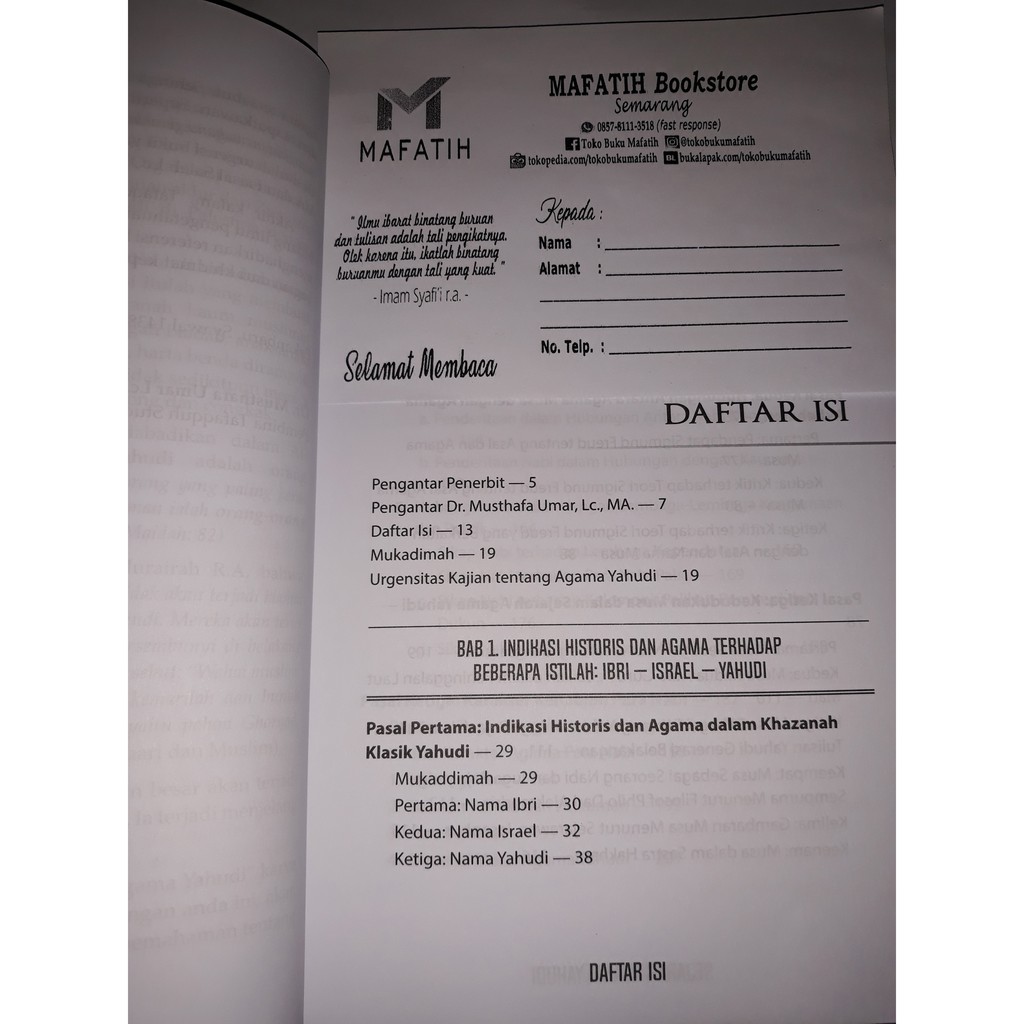 MAFATIH
MAFATIH Bookstore
Semarang
0857-8111-3518 (fast response)
Toko Buku Mafatih @tokobukumafatih
tokopedia.com/tokobukumafatih BL bukalapak.com/tokobukumafatih
" Ilmu ibarat binatang buruan
dan tulisan adalah tali pengikatnya.
Oleh karena itu, ikatlah binatang
buruanmu dengan tali yang kuat. "
- Imam Syafi'i r.a. -
Selamat Membaca
Kepada :
Nama :
Alamat :
No. Telp. :
DAFTAR ISI
Pengantar Penerbit — 5
Pengantar Dr. Musthafa Umar, Lc., MA. — 7
Daftar Isi — 13
Mukadimah — 19
Urgensitas Kajian tentang Agama Yahudi — 19
BAB 1. INDIKASI HISTORIS DAN AGAMA TERHADAP
BEBERAPA ISTILAH: IBRI — ISRAEL — YAHUDI
Pasal Pertama: Indikasi Historis dan Agama dalam Khazanah
Klasik Yahudi — 29
Mukaddimah — 29
Pertama: Nama Ibri — 30
Kedua: Nama Israel — 32
Ketiga: Nama Yahudi — 38
DAFTAR ISI